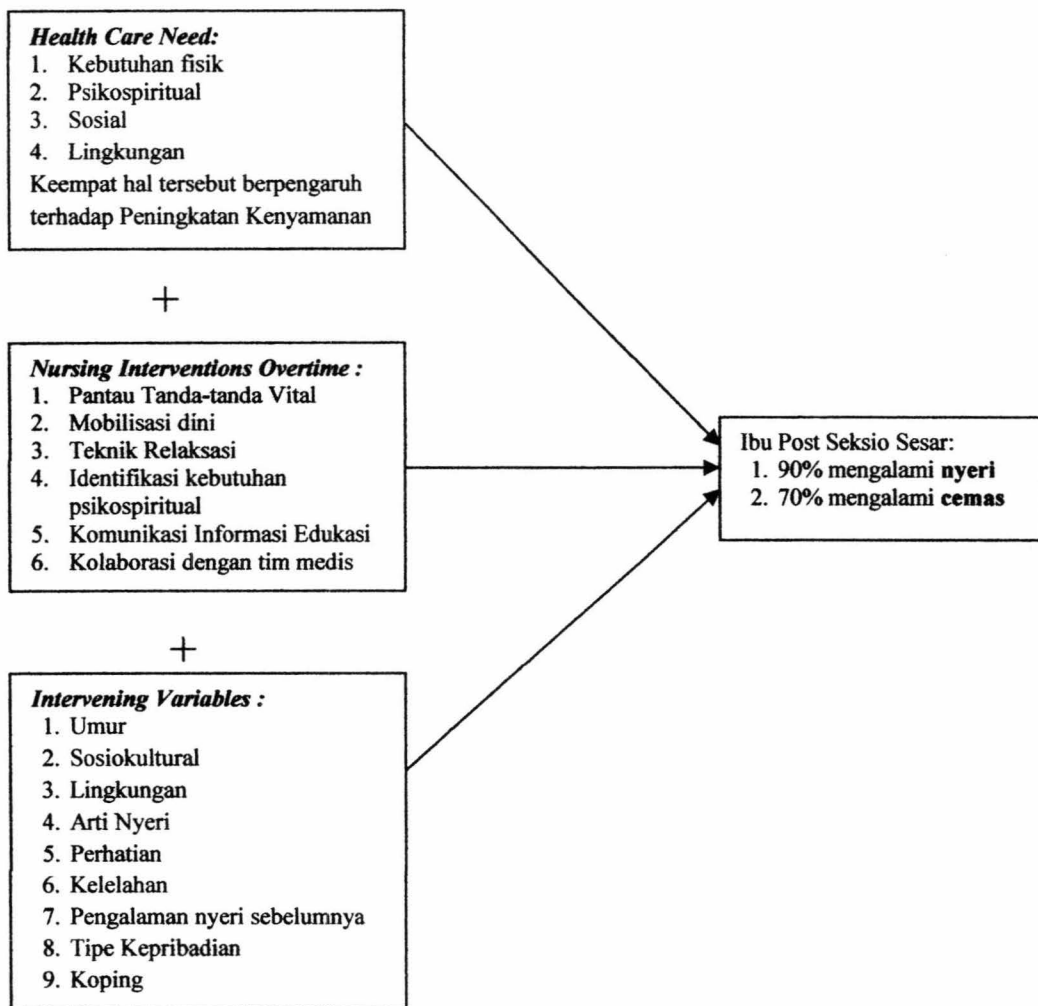 Health Care Need:
1. Kebutuhan fisik
2. Psikospiritual
3. Sosial
4. Lingkungan
Keempat hal tersebut berpengaruh
terhadap Peningkatan Kenyamanan
+
Nursing Interventions Overtime :
1. Pantau Tanda-tanda Vital
2. Mobilisasi dini
3. Teknik Relaksasi
4. Identifikasi kebutuhan
psikospiritual
5. Komunikasi Informasi Edukasi
6. Kolaborasi dengan tim medis
+
Intervening Variables :
1. Umur
2. Sosiokultural
3. Lingkungan
4. Arti Nyeri
5. Perhatian
6. Kelelahan
7. Pengalaman nyeri sebelumnya
8. Tipe Kepribadian
9. Koping
Ibu Post Seksio Sesar:
1. 90% mengalami nyeri
2. 70% mengalami cemas